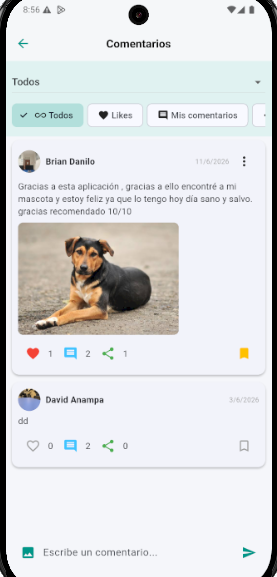 8:56
Comentarios
Todos
Todos
Likes
Mis comentarios
Brian Danilo
11/6/2026
Gracias a esta aplicación , gracias a ello encontré a mi
mascota y estoy feliz ya que lo tengo hoy día sano y salvo.
gracias recomendado 10/10
1 2 1
David Anampa
3/6/2026
dd
0 2 0
Escribe un comentario...